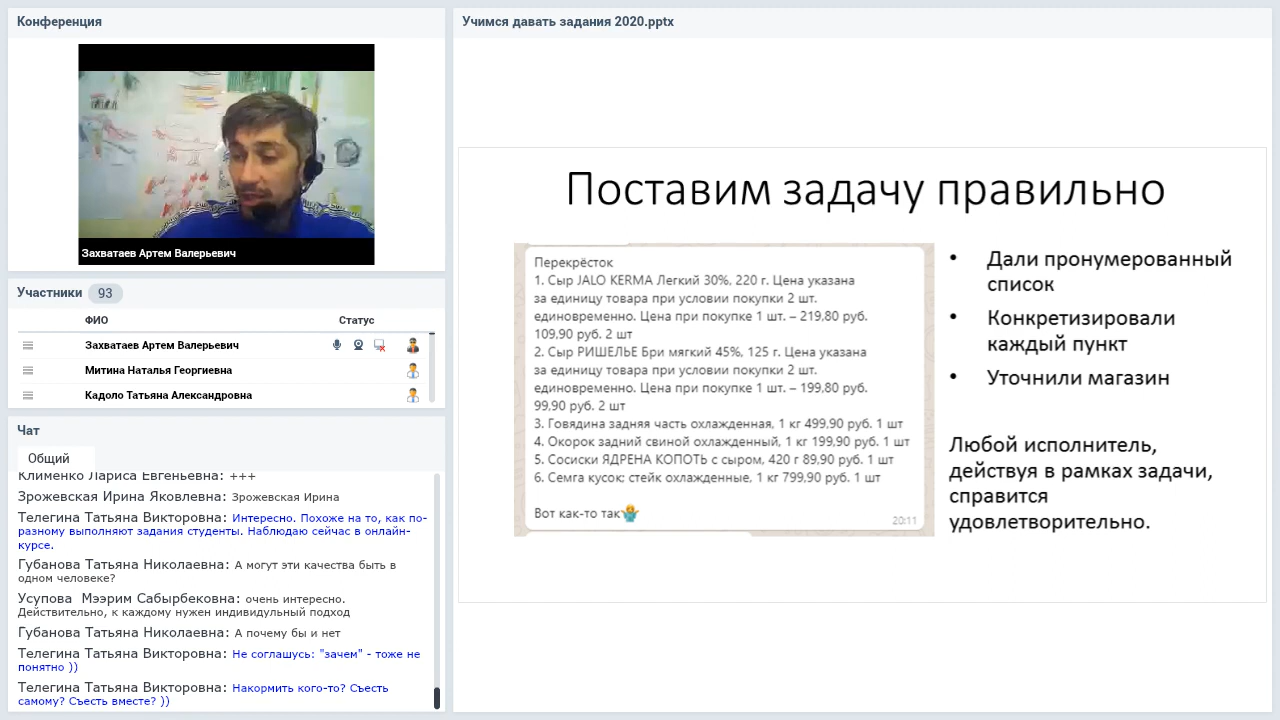 Конференция
Захватаев Артем Валерьевич
Участники 93
ФИО Статус
Захватаев Артем Валерьевич
Митина Наталья Георгиевна
Кадоло Татьяна Александровна
Чат
Общий
Клименко Лариса Евгеньевна: +++
Зрожевская Ирина Яковлевна: Зрожевская Ирина
Телегина Татьяна Викторовна: Интересно. Похоже на то, как по-
разному выполняют задания студенты. Наблюдаю сейчас в онлайн-
курсе.
Губанова Татьяна Николаевна: А могут эти качества быть в
одном человеке?
Усупова Мээрим Сабырбековна: очень интересно.
Действительно, к каждому нужен индивидульный подход
Губанова Татьяна Николаевна: А почему бы и нет
Телегина Татьяна Викторовна: Не соглашусь: "зачем" - тоже не
понятно ))
Телегина Татьяна Викторовна: Накормить кого-то? Съесть
самому? Съесть вместе? ))
Учимся давать задания 2020.pptx
Поставим задачу правильно
Перекрёсток
1. Сыр JALO KERMA Легкий 30%, 220 г. Цена указана
за единицу товара при условии покупки 2 шт.
единовременно. Цена при покупке 1 шт. – 219,80 руб.
109,90 руб. 2 шт
2. Сыр РИШЕЛЬЕ Бри мягкий 45%, 125 г. Цена указана
за единицу товара при условии покупки 2 шт.
единовременно. Цена при покупке 1 шт. – 199,80 руб.
99,90 руб. 2 шт
3. Говядина задняя часть охлажденная, 1 кг 499,90 руб. 1 шт
4. Окорок задний свиной охлажденный, 1 кг 199,90 руб. 1 шт
5. Сосиски ЯДРЕНА КОПОТЬ с сыром, 420 г 89,90 руб. 1 шт
6. Семга кусок: стейк охлажденные, 1 кг 799,90 руб. 1 шт
Вот как-то так
20:11
• Дали пронумерованный
список
• Конкретизировали
каждый пункт
• Уточнили магазин
Любой исполнитель,
действуя в рамках задачи,
справится
удовлетворительно.